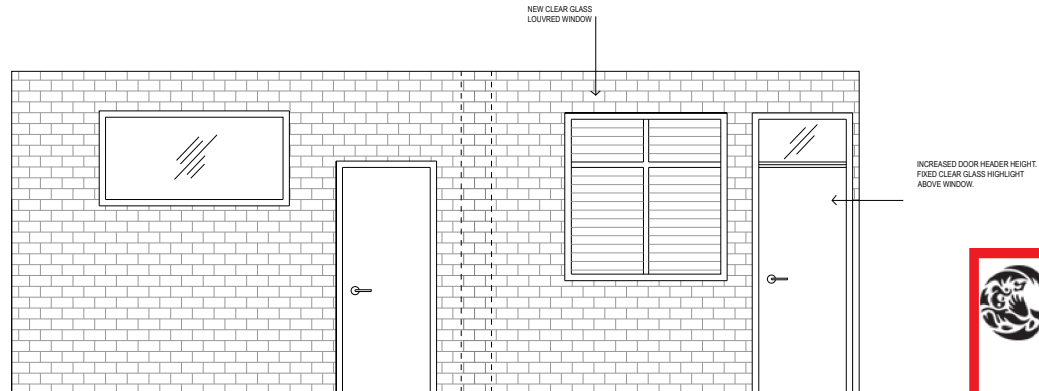 NEW CLEAR GLASS
LOUVRED WINDOW
INCREASED DOOR HEADER HEIGHT.
FIXED CLEAR GLASS HIGHLIGHT
ABOVE WINDOW.